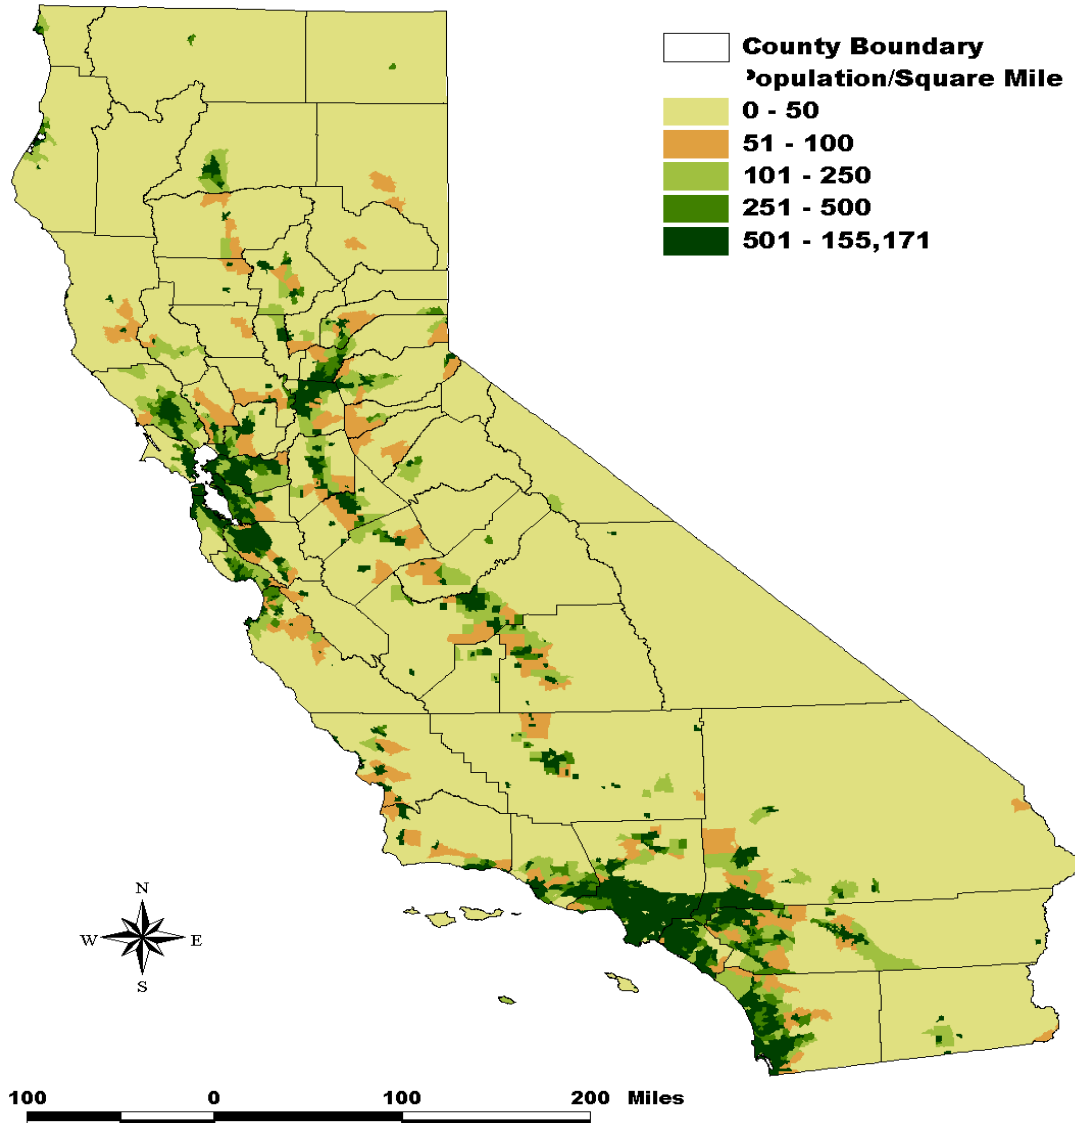 County Boundary
Population/Square Mile
0 - 50
51 - 100
101 - 250
251 - 500
501 - 155,171
N
W E
S
100 0 100 200 Miles